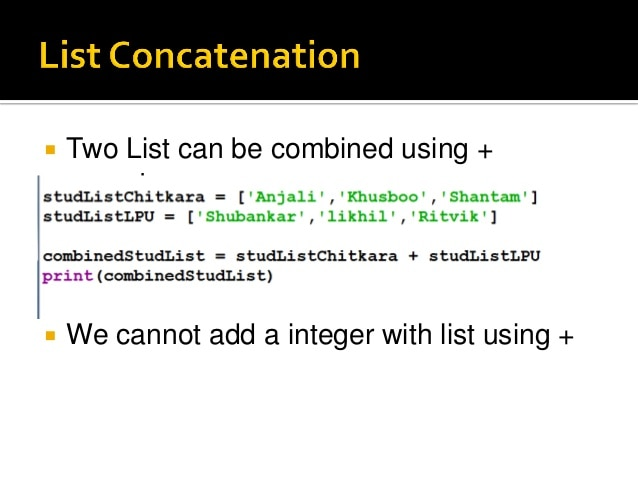 List Concatenation
Two List can be combined using +
studListChitkara = ['Anjali','Khusboo','Shantam']
studListLPU = ['Shubankar','likhil','Ritvik']
combinedStudList = studListChitkara + studListLPU
print(combinedStudList)
We cannot add a integer with list using +